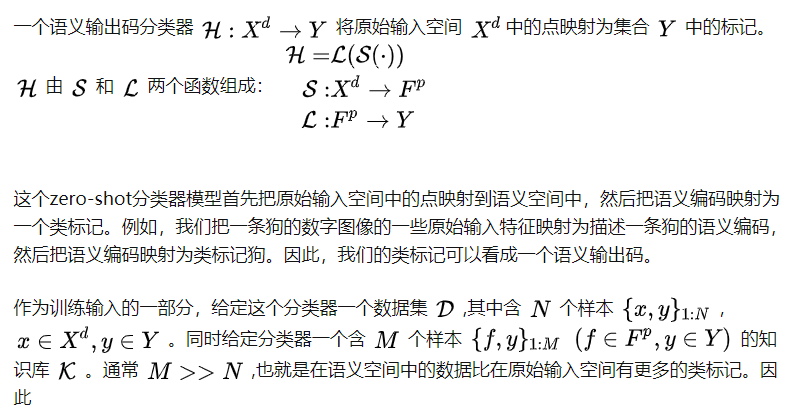 一个语义输出码分类器 $\mathcal{H} : X^d \to Y$ 将原始输入空间 $X^d$ 中的点映射为集合 $Y$ 中的标记。
$\mathcal{H} = \mathcal{L}(\mathcal{S}(\cdot))$
$\mathcal{H}$ 由 $\mathcal{S}$ 和 $\mathcal{L}$ 两个函数组成： $\mathcal{S} : X^d \to F^p$
$\mathcal{L} : F^p \to Y$
这个zero-shot分类器模型首先把原始输入空间中的点映射到语义空间中，然后把语义编码映射为
一个类标记。例如，我们把一条狗的数字图像的一些原始输入特征映射为描述一条狗的语义编码，
然后把语义编码映射为类标记狗。因此，我们的类标记可以看成一个语义输出码。
作为训练输入的一部分，给定这个分类器一个数据集 $\mathcal{D}$ ,其中含 $N$ 个样本 $\{x, y\}_{1:N}$ ，
$x \in X^d, y \in Y$ 。同时给定分类器一个含 $M$ 个样本 $\{f, y\}_{1:M}$ $(f \in F^p, y \in Y)$ 的知
识库 $\mathcal{K}$ 。通常 $M >> N$ ,也就是在语义空间中的数据比在原始输入空间有更多的类标记。因
此